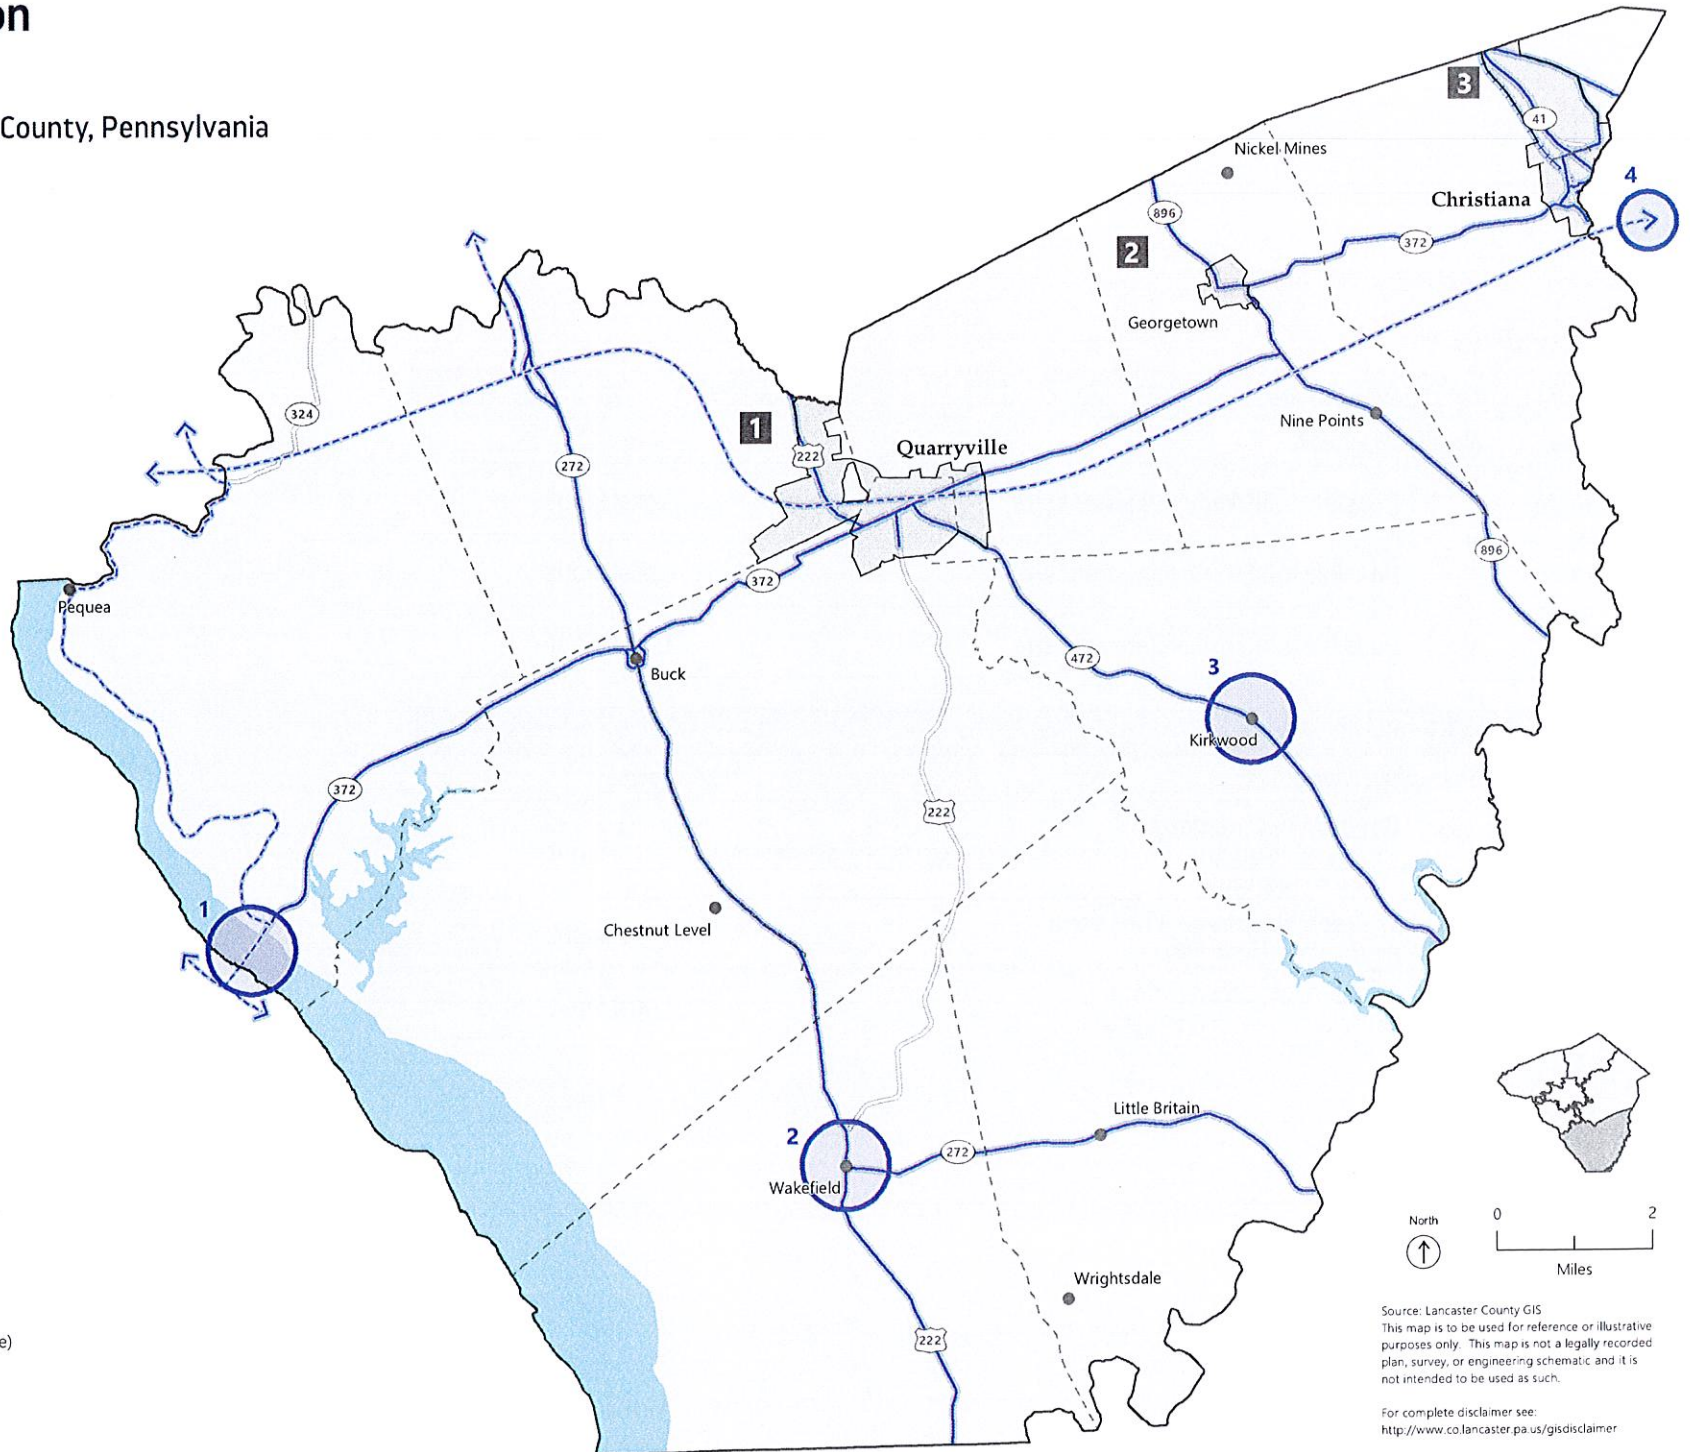 on
County, Pennsylvania
3
41
Nickel Mines
4
Christiana
896
372
2
Georgetown
324
1
222
Quarryville
Nine Points
272
896
372
Pequea
Buck
472
3
Kirkwood
372
222
1
Chestnut Level
Little Britain
2
272
Wakefield
North
0
2
Miles
Wrightsdale
222
e)
Source: Lancaster County GIS
This map is to be used for reference or illustrative
purposes only. This map is not a legally recorded
plan, survey, or engineering schematic and it is
not intended to be used as such.
For complete disclaimer see:
http://www.co.lancaster.pa.us/gisdisclaimer